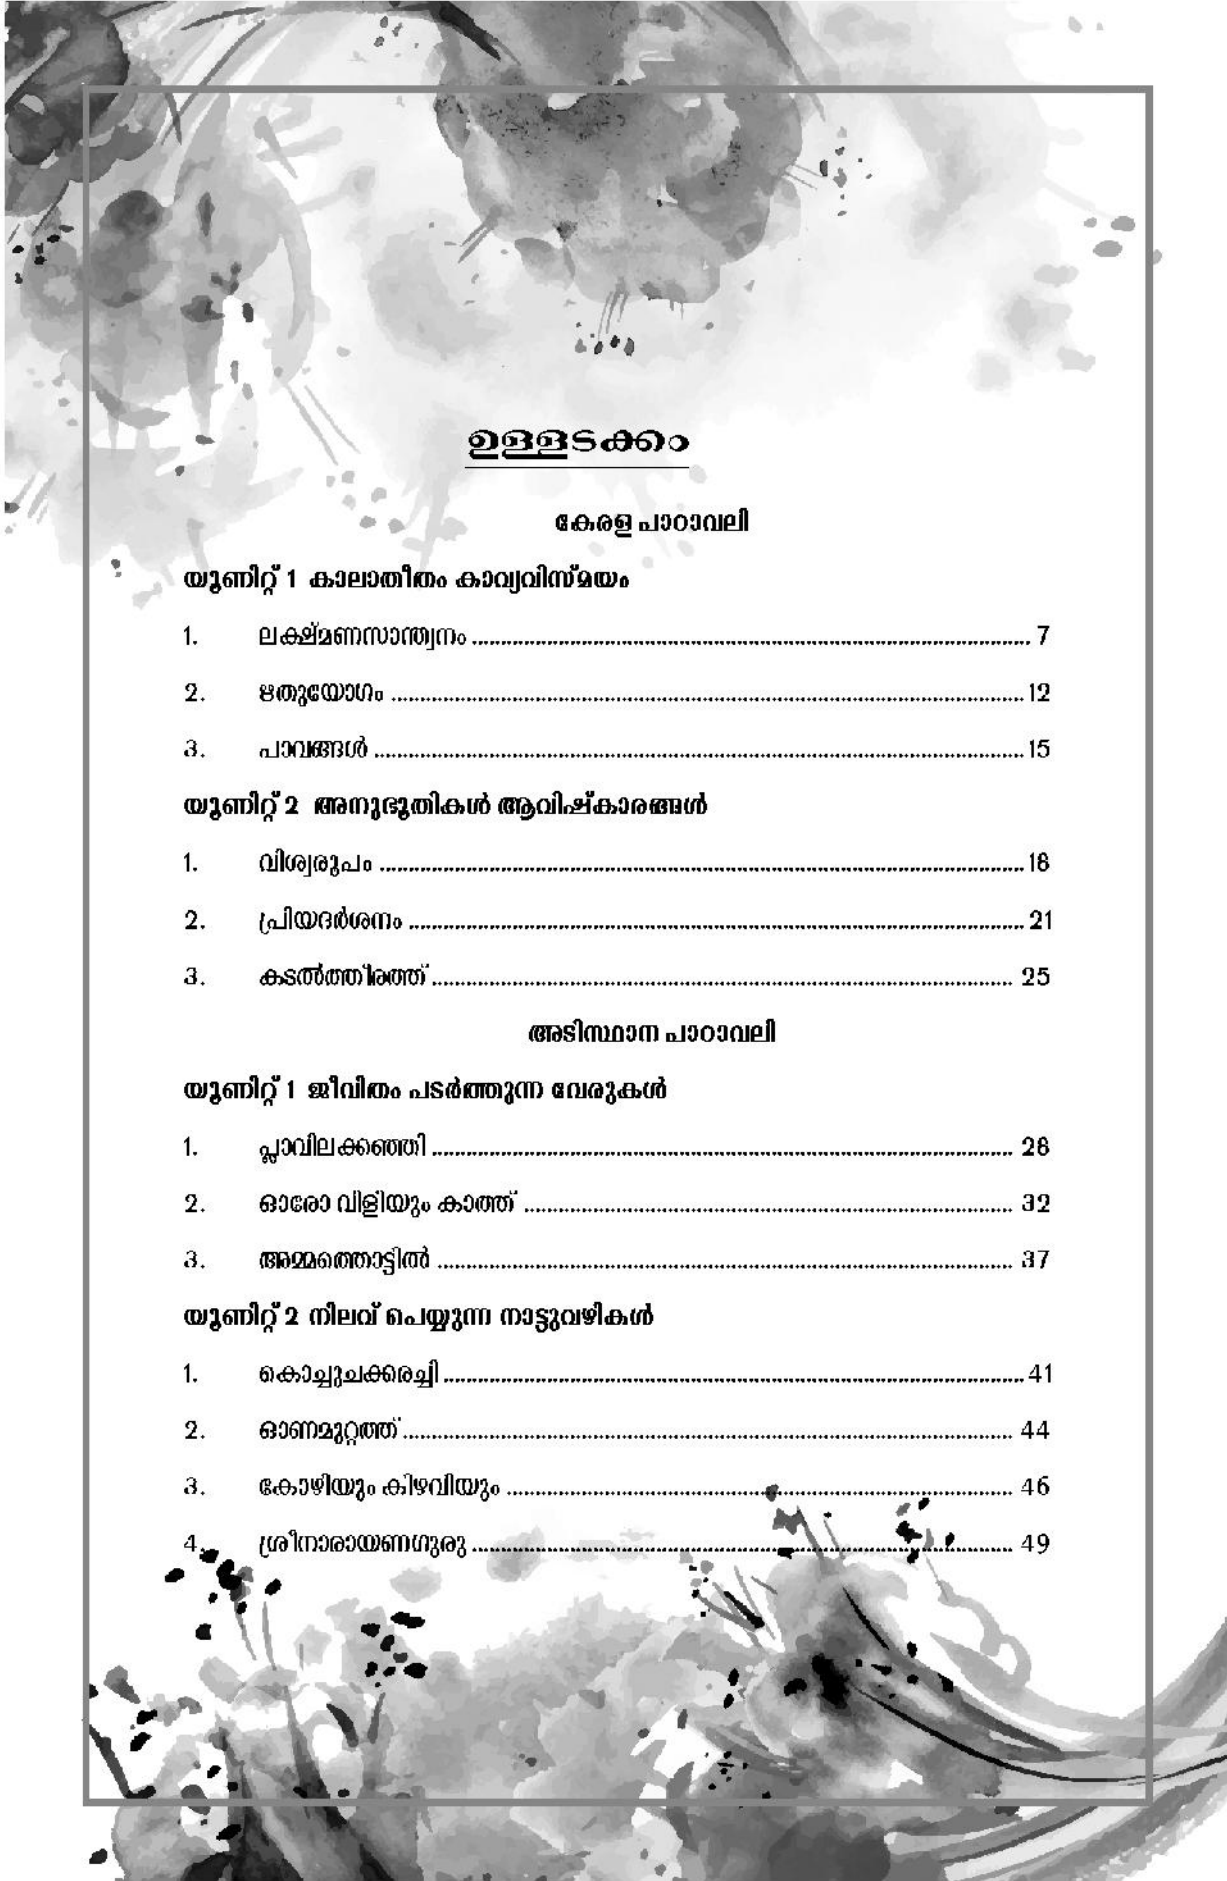 ഉള്ളടക്കം
കേരള പാഠാവലി
യൂണിറ്റ് 1 കാലാതീതം കാവ്യവിസ്മയം
1. ലക്ഷ്മണസാന്ത്വനം ........ 7
2. ഋതുയോഗം ........ 12
3. പാവങ്ങൾ ........ 15
യൂണിറ്റ് 2 അനുഭൂതികൾ ആവിഷ്കാരങ്ങൾ
1. വിശ്വരൂപം ........ 18
2. പ്രിയദർശനം ........ 21
3. കടൽത്തീരത്ത് ........ 25
അടിസ്ഥാന പാഠാവലി
യൂണിറ്റ് 1 ജീവിതം പടർത്തുന്ന വേരുകൾ
1. പ്ലാവിലക്കഞ്ഞി ........ 28
2. ഓരോ വിളിയും കാത്ത് ........ 32
3. അമ്മത്തൊട്ടിൽ ........ 37
യൂണിറ്റ് 2 നിലവ് പെയ്യുന്ന നാട്ടുവഴികൾ
1. കൊച്ചുചക്കരച്ചി ........ 41
2. ഓണമുറ്റത്ത് ........ 44
3. കോഴിയും കിഴവിയും ........ 46
4. ശ്രീനാരായണഗുരു ........ 49